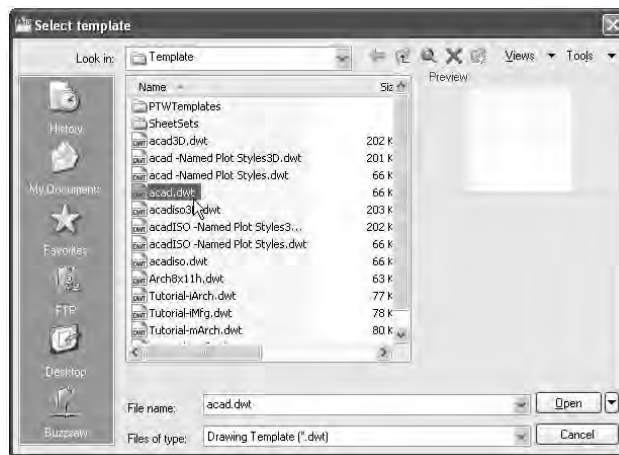 Select template
Look in: Template Views Tools
Preview
Name Siz
PTWTemplates
SheetSets
acad3D.dwt 202 K
acad -Named Plot Styles3D.dwt 201 K
acad -Named Plot Styles.dwt 66 K
acad.dwt 66 K
acadiso3D.dwt 203 K
acadISO -Named Plot Styles3... 202 K
acadISO -Named Plot Styles.dwt 66 K
acadiso.dwt 66 K
Arch8x11h.dwt 63 K
Tutorial-iArch.dwt 77 K
Tutorial-iMfg.dwt 78 K
Tutorial-mArch.dwt 80 K
History
My Documents
Favorites
FTP
Desktop
Buzzsaw
File name: acad.dwt Open
Files of type: Drawing Template (*.dwt) Cancel